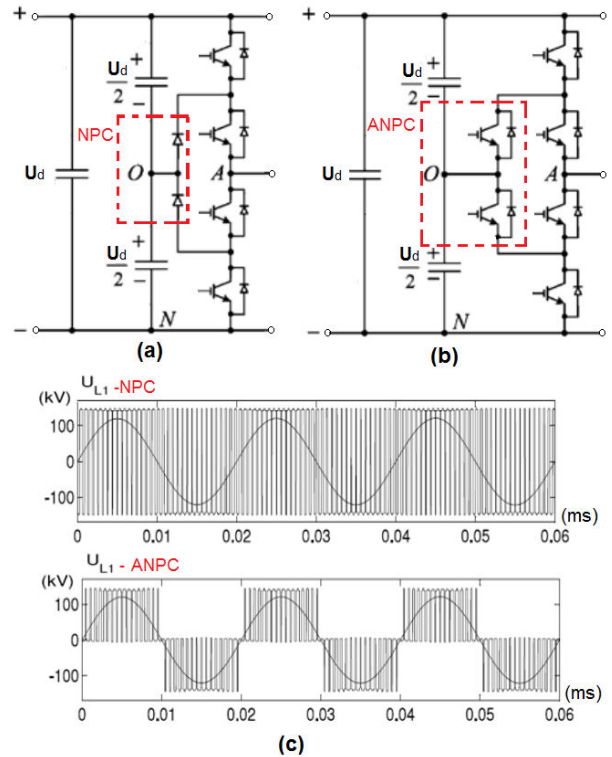 +
+
Ud
Ud/2
+
−
NPC
O
A
Ud/2
+
−
N
−
(a)
+
+
Ud
Ud/2
+
−
ANPC
O
A
Ud/2
+
−
N
−
(b)
UL1 -NPC
(kV)
100
0
-100
0 0.01 0.02 0.03 0.04 0.05 0.06
(ms)
UL1 - ANPC
(kV)
100
0
-100
0 0.01 0.02 0.03 0.04 0.05 0.06
(ms)
(c)